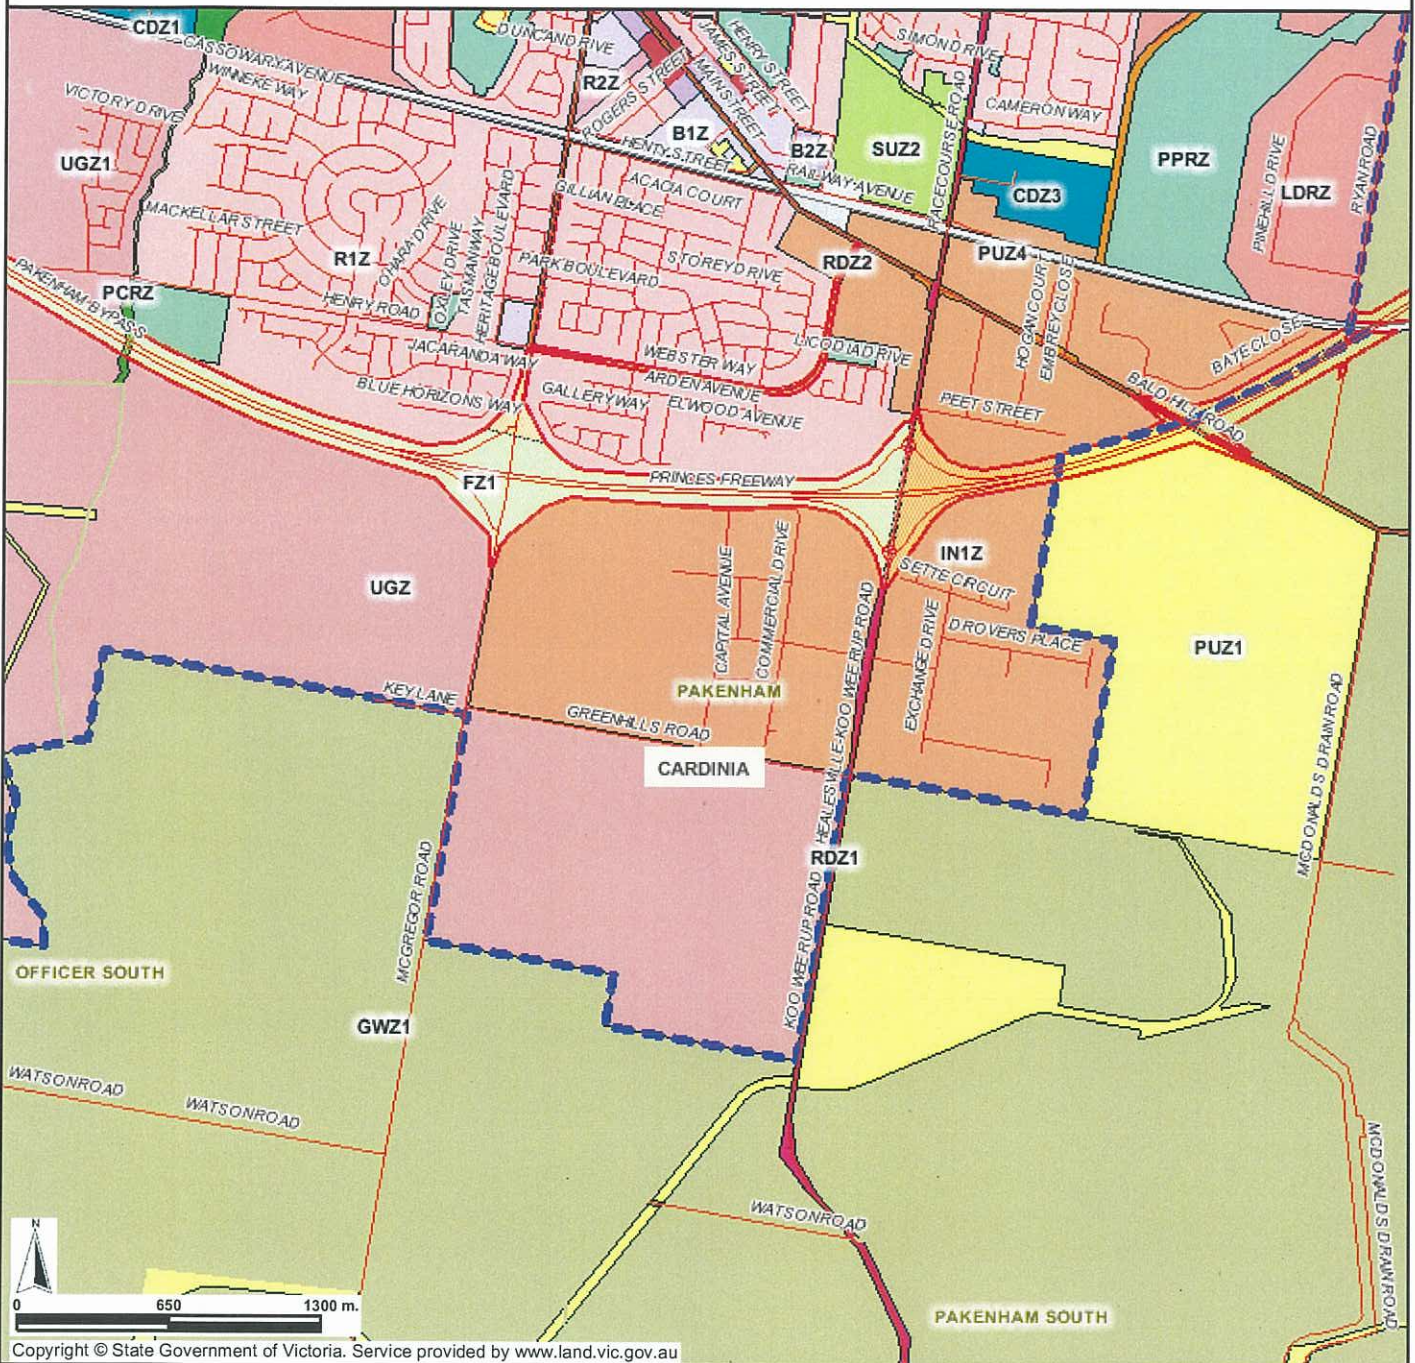 CDZ1
CASSOWARY AVENUE
WINNEKE WAY
VICTORY DRIVE
UGZ1
MACKELLAR STREET
DUNCAN DRIVE
R2Z
ROGERS STREET
MAIN STREET
JAMES STREET
HENRY STREET
B1Z
HENTY STREET
B2Z
RAILWAY AVENUE
SUZ2
SIMON DRIVE
CAMERON WAY
RACECOURSE ROAD
CDZ3
PPRZ
PINEHILL DRIVE
LDRZ
RYAN ROAD
ACACIA COURT
GILLIAN PLACE
R1Z
O'HARA DRIVE
OXLEY DRIVE
TASMAN WAY
HERITAGE BOULEVARD
PARK BOULEVARD
STOREY DRIVE
RDZ2
PUZ4
PAKENHAM BYPASS
PCRZ
HENRY ROAD
JACARANDA WAY
BLUE HORIZONS WAY
WEBSTER WAY
ARDEN AVENUE
LICODIA DRIVE
GALLERY WAY
ELWOOD AVENUE
HOGAN COURT
EMBREY CLOSE
PEET STREET
BATE CLOSE
BALD HILL ROAD
FZ1
PRINCES FREEWAY
UGZ
CAPITAL AVENUE
COMMERCIAL DRIVE
IN1Z
SETTE CIRCUIT
EXCHANGE DRIVE
DROVERS PLACE
PUZ1
KEY LANE
PAKENHAM
GREENHILLS ROAD
CARDINIA
HEALESVILLE-KOO WEE RUP ROAD
MCDONALDS DRAIN ROAD
RDZ1
MCGREGOR ROAD
KOO WEE RUP ROAD
OFFICER SOUTH
GWZ1
WATSON ROAD
WATSON ROAD
WATSON ROAD
MCDONALDS DRAIN ROAD
N
0 650 1300 m.
PAKENHAM SOUTH
Copyright © State Government of Victoria. Service provided by www.land.vic.gov.au